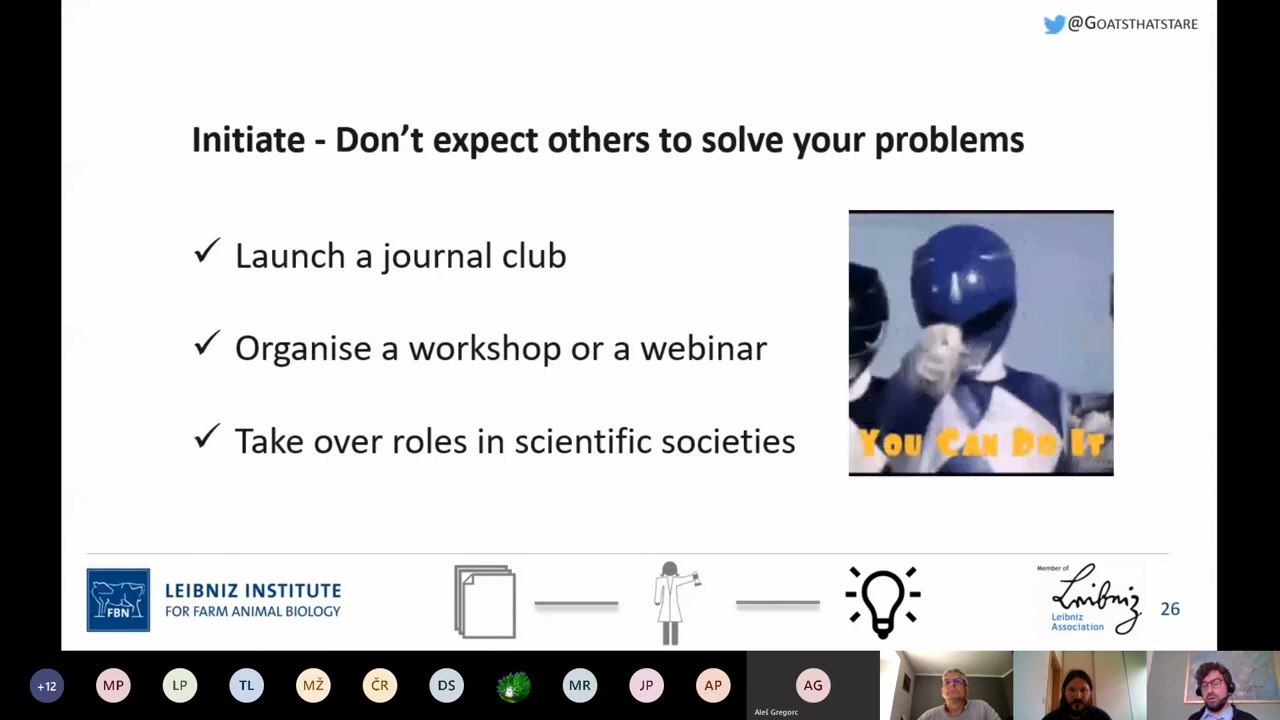 @GOATSTHATSTARE
Initiate - Don't expect others to solve your problems
✓ Launch a journal club
✓ Organise a workshop or a webinar
✓ Take over roles in scientific societies
YOU CAN DO IT
FBN
LEIBNIZ INSTITUTE
FOR FARM ANIMAL BIOLOGY
Member of
Leibniz
Leibniz
Association
26
+12
MP
LP
TL
MŽ
ČR
DS
MR
JP
AP
AG
Aleš Gregorc